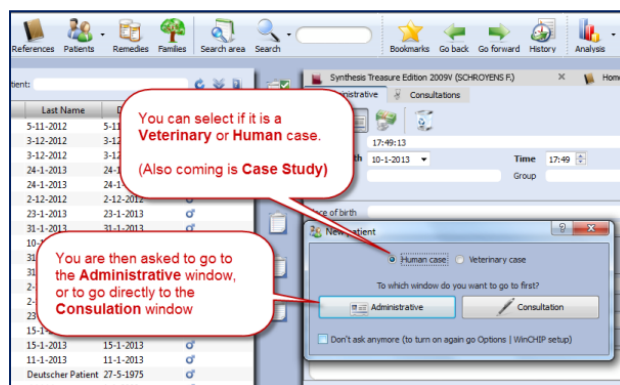 References Patients Remedies Families Search area Search Bookmarks Go back Go forward History Analysis
tient:
Synthesis Treasure Edition 2009V (SCHROYENS F.) Home
ministrative Consultations
Last Name
You can select if it is a
Veterinary or Human case.
(Also coming is Case Study)
17:49:13
10-1-2013 Time 17:49
Group
ace of birth
5-11-2012
3-12-2012
3-12-2012
24-1-2013
24-1-2013
2-12-2012 2-12-2012
23-1-2013 23-1-2013
31-1-2013 31-1-2013
You are then asked to go to
the Administrative window,
or to go directly to the
Consulation window
15-1-2013 15-1-2013
11-1-2013 11-1-2013
Deutscher Patient 27-5-1975
New patient
Human case Veterinary case
To which window do you want to go to first?
Administrative Consultation
Don't ask anymore (to turn on again go Options | WinCHIP setup)